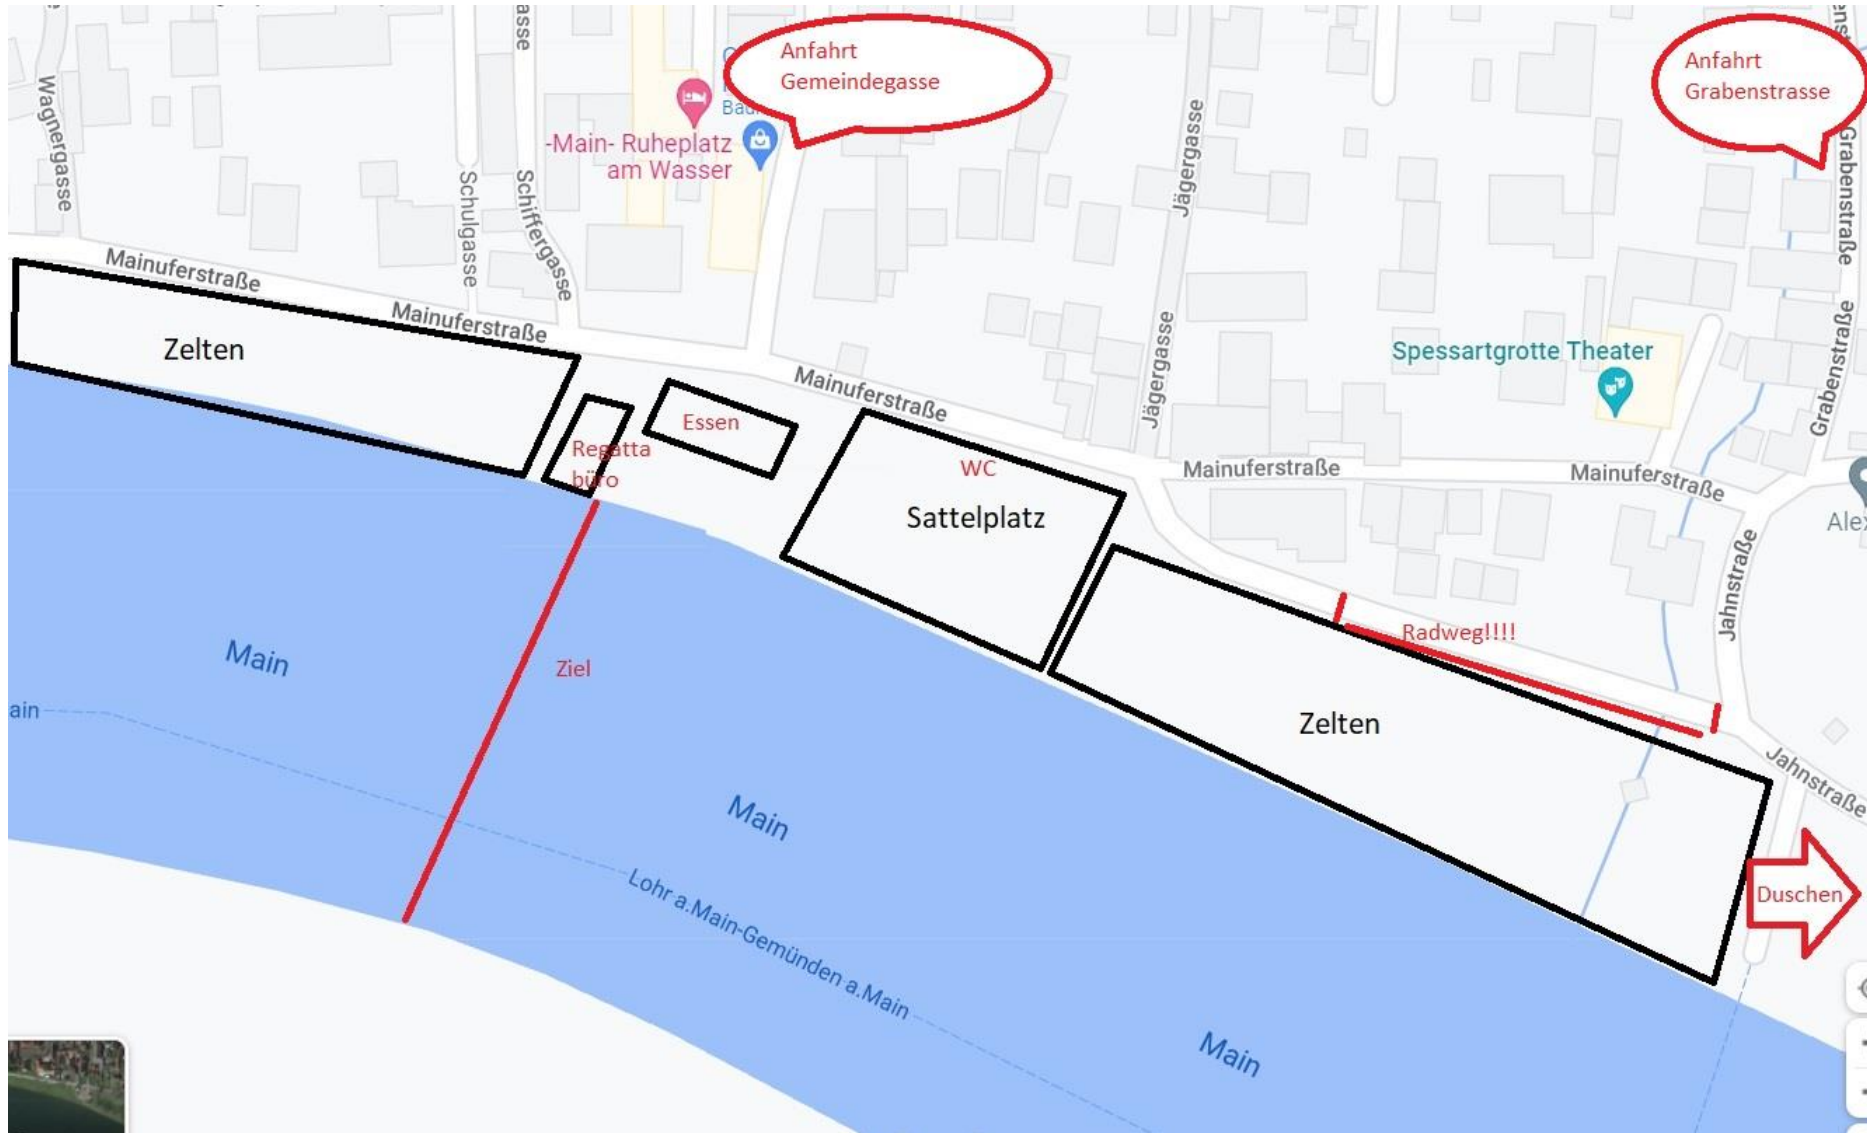 Anfahrt
Gemeindegasse
Anfahrt
Grabenstrasse
Wagnergasse
-Main- Ruheplatz
am Wasser
Schulgasse
Schiffergasse
Jägergasse
Grabenstraße
Mainuferstraße
Mainuferstraße
Zelten
Mainuferstraße
Jägergasse
Spessartgrotte Theater
Grabenstraße
Essen
Regatta
büro
WC
Sattelplatz
Mainuferstraße
Mainuferstraße
Jahnstraße
Radweg!!!!
Main
Ziel
Zelten
Jahnstraße
Main
Duschen
Lohr a.Main-Gemünden a.Main
Main